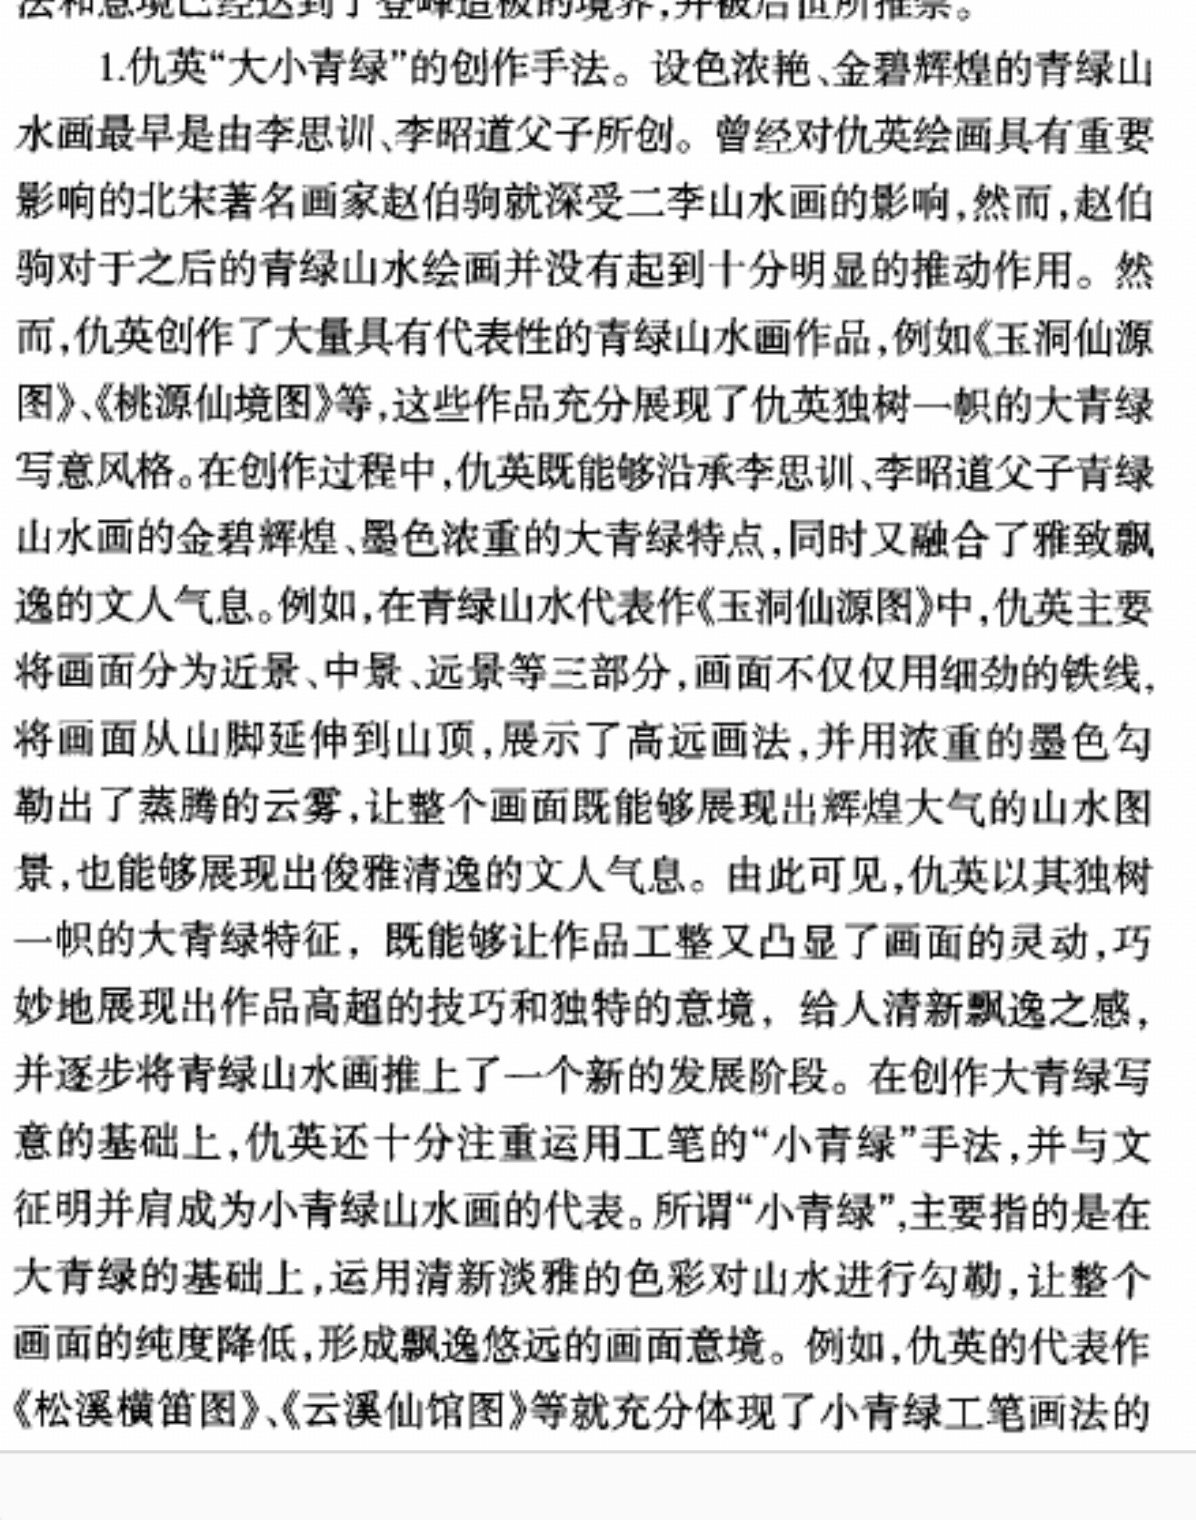 法和意境已经达到了登峰造极的境界,并被后世所推崇。
1.仇英“大小青绿”的创作手法。设色浓艳、金碧辉煌的青绿山
水画最早是由李思训、李昭道父子所创。曾经对仇英绘画具有重要
影响的北宋著名画家赵伯驹就深受二李山水画的影响,然而,赵伯
驹对于之后的青绿山水绘画并没有起到十分明显的推动作用。然
而,仇英创作了大量具有代表性的青绿山水画作品,例如《玉洞仙源
图》、《桃源仙境图》等,这些作品充分展现了仇英独树一帜的大青绿
写意风格。在创作过程中,仇英既能够沿承李思训、李昭道父子青绿
山水画的金碧辉煌、墨色浓重的大青绿特点,同时又融合了雅致飘
逸的文人气息。例如,在青绿山水代表作《玉洞仙源图》中,仇英主要
将画面分为近景、中景、远景等三部分,画面不仅仅用细劲的铁线,
将画面从山脚延伸到山顶,展示了高远画法,并用浓重的墨色勾
勒出了蒸腾的云雾,让整个画面既能够展现出辉煌大气的山水图
景,也能够展现出俊雅清逸的文人气息。由此可见,仇英以其独树
一帜的大青绿特征,既能够让作品工整又凸显了画面的灵动,巧
妙地展现出作品高超的技巧和独特的意境,给人清新飘逸之感,
并逐步将青绿山水画推上了一个新的发展阶段。在创作大青绿写
意的基础上,仇英还十分注重运用工笔的“小青绿”手法,并与文
征明并肩成为小青绿山水画的代表。所谓“小青绿”,主要指的是在
大青绿的基础上,运用清新淡雅的色彩对山水进行勾勒,让整个
画面的纯度降低,形成飘逸悠远的画面意境。例如,仇英的代表作
《松溪横笛图》、《云溪仙馆图》等就充分体现了小青绿工笔画法的